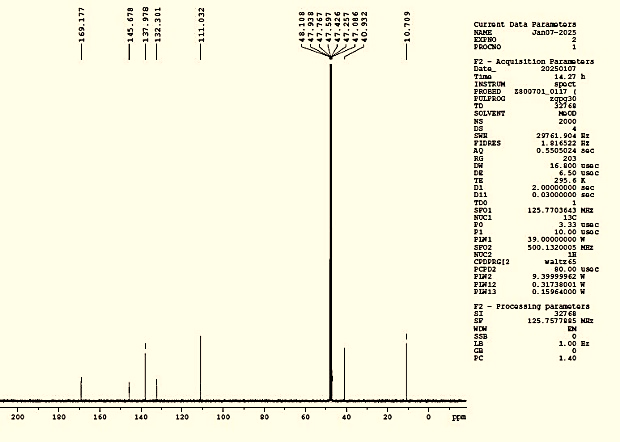 169.177
145.678
137.978
132.301
111.032
48.108
47.938
47.767
47.597
47.426
47.257
47.086
40.932
10.709
Current Data Parameters
NAME Jan07-2025
EXPNO 2
PROCNO 1
F2 - Acquisition Parameters
Date_ 20250107
Time 14.27 h
INSTRUM spect
PROBHD Z800701_0117 (
PULPROG zgpg30
TD 32768
SOLVENT MeOD
NS 2000
DS 4
SWH 29761.904 Hz
FIDRES 1.816522 Hz
AQ 0.5505024 sec
RG 203
DW 16.800 usec
DE 6.50 usec
TE 295.6 K
D1 2.00000000 sec
D11 0.03000000 sec
TD0 1
SFO1 125.7703643 MHz
NUC1 13C
P0 3.33 usec
P1 10.00 usec
PLW1 39.00000000 W
SFO2 500.1320005 MHz
NUC2 1H
CPDPRG[2 waltz65
PCPD2 80.00 usec
PLW2 9.39999962 W
PLW12 0.31738001 W
PLW13 0.15964000 W
F2 - Processing parameters
SI 32768
SF 125.7577885 MHz
WDW EM
SSB 0
LB 1.00 Hz
GB 0
PC 1.40
200 180 160 140 120 100 80 60 40 20 0 ppm